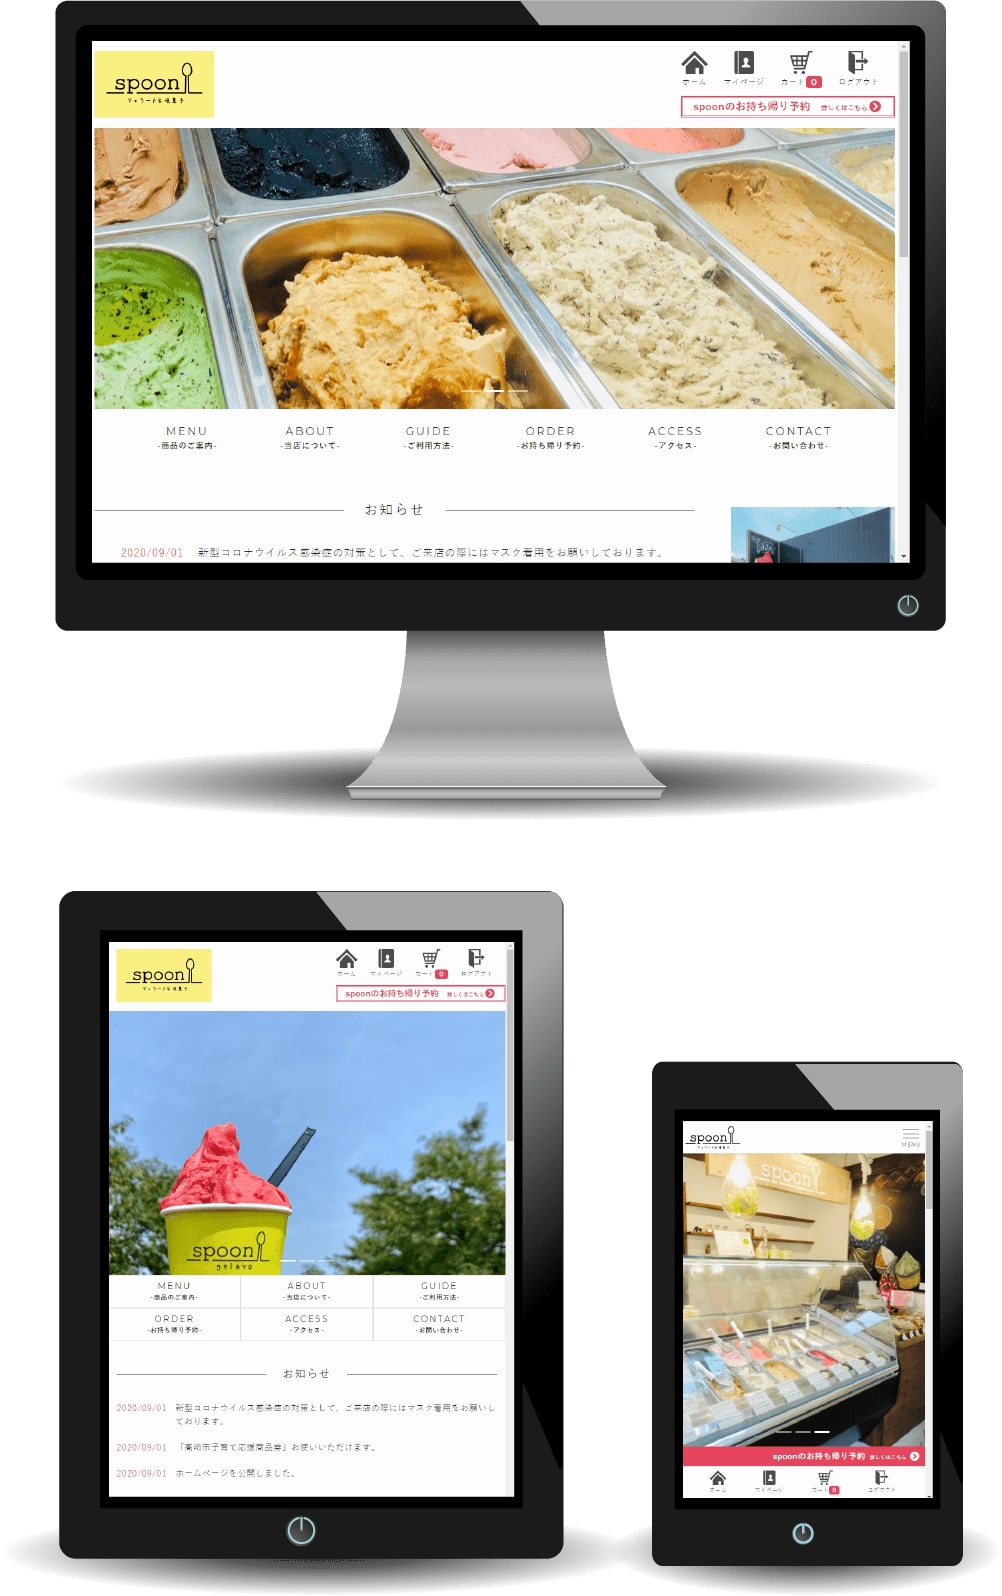 spoon
ジェラート&焼菓子
ホーム
マイページ
カート 0
ログアウト
spoonのお持ち帰り予約 詳しくはこちら
MENU
-商品のご案内-
ABOUT
-当店について-
GUIDE
-ご利用方法-
ORDER
-お持ち帰り予約-
ACCESS
-アクセス-
CONTACT
-お問い合わせ-
お知らせ
2020/09/01 新型コロナウイルス感染症の対策として、ご来店の際にはマスク着用をお願いしております。
spoon
ジェラート&焼菓子
ホーム
マイページ
カート 0
ログアウト
spoonのお持ち帰り予約 詳しくはこちら
spoon
gelato
MENU
-商品のご案内-
ABOUT
-当店について-
GUIDE
-ご利用方法-
ORDER
-お持ち帰り予約-
ACCESS
-アクセス-
CONTACT
-お問い合わせ-
お知らせ
2020/09/01 新型コロナウイルス感染症の対策として、ご来店の際にはマスク着用をお願いし
ております。
2020/09/01 「高崎市子育て応援商品券」お使いいただけます。
2020/09/01 ホームページを公開しました。
spoon
ジェラート&焼菓子
MENU
spoon
spoonのお持ち帰り予約 詳しくはこちら
ホーム
マイページ
カート 0
ログアウト